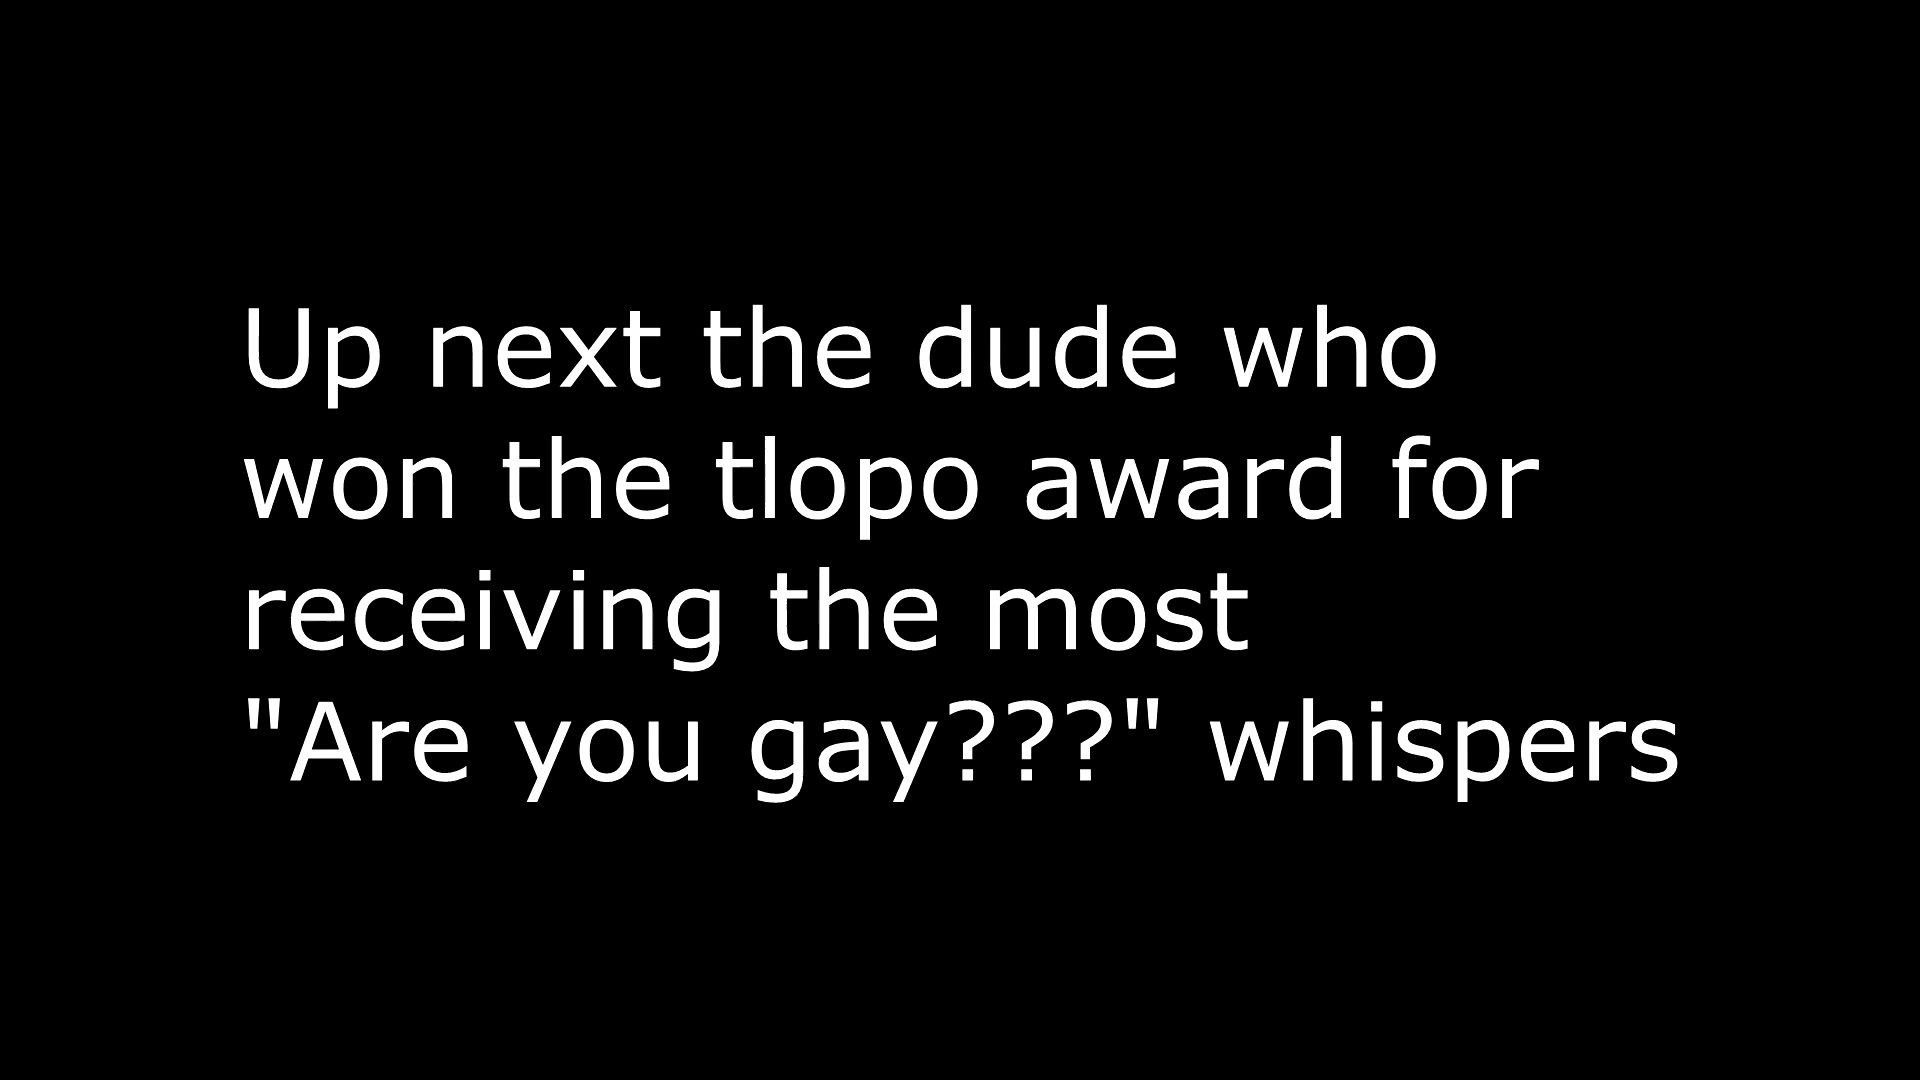 Up next the dude who
won the tlopo award for
receiving the most
"Are you gay???" whispers